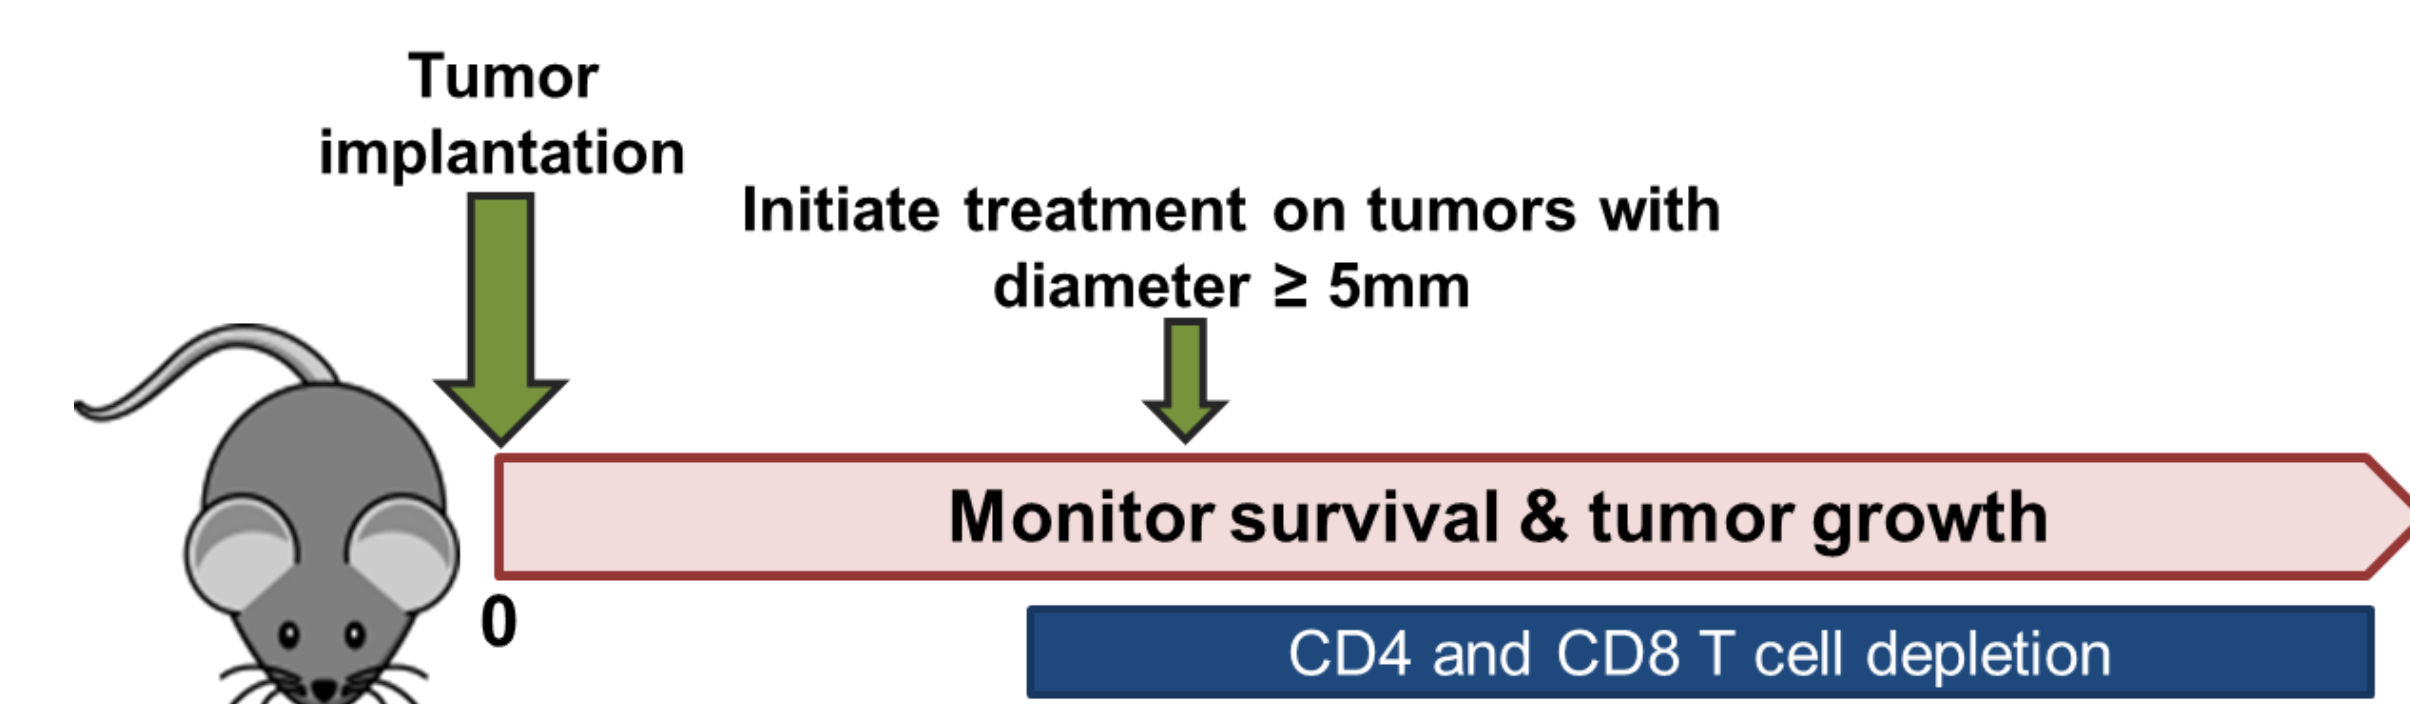 Tumor
implantation
Initiate treatment on tumors with
diameter ≥ 5mm
Monitor survival & tumor growth
0
CD4 and CD8 T cell depletion